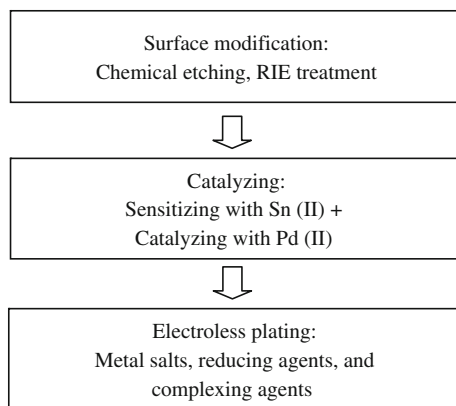 Surface modification:
Chemical etching, RIE treatment
Catalyzing:
Sensitizing with Sn (II) +
Catalyzing with Pd (II)
Electroless plating:
Metal salts, reducing agents, and
complexing agents